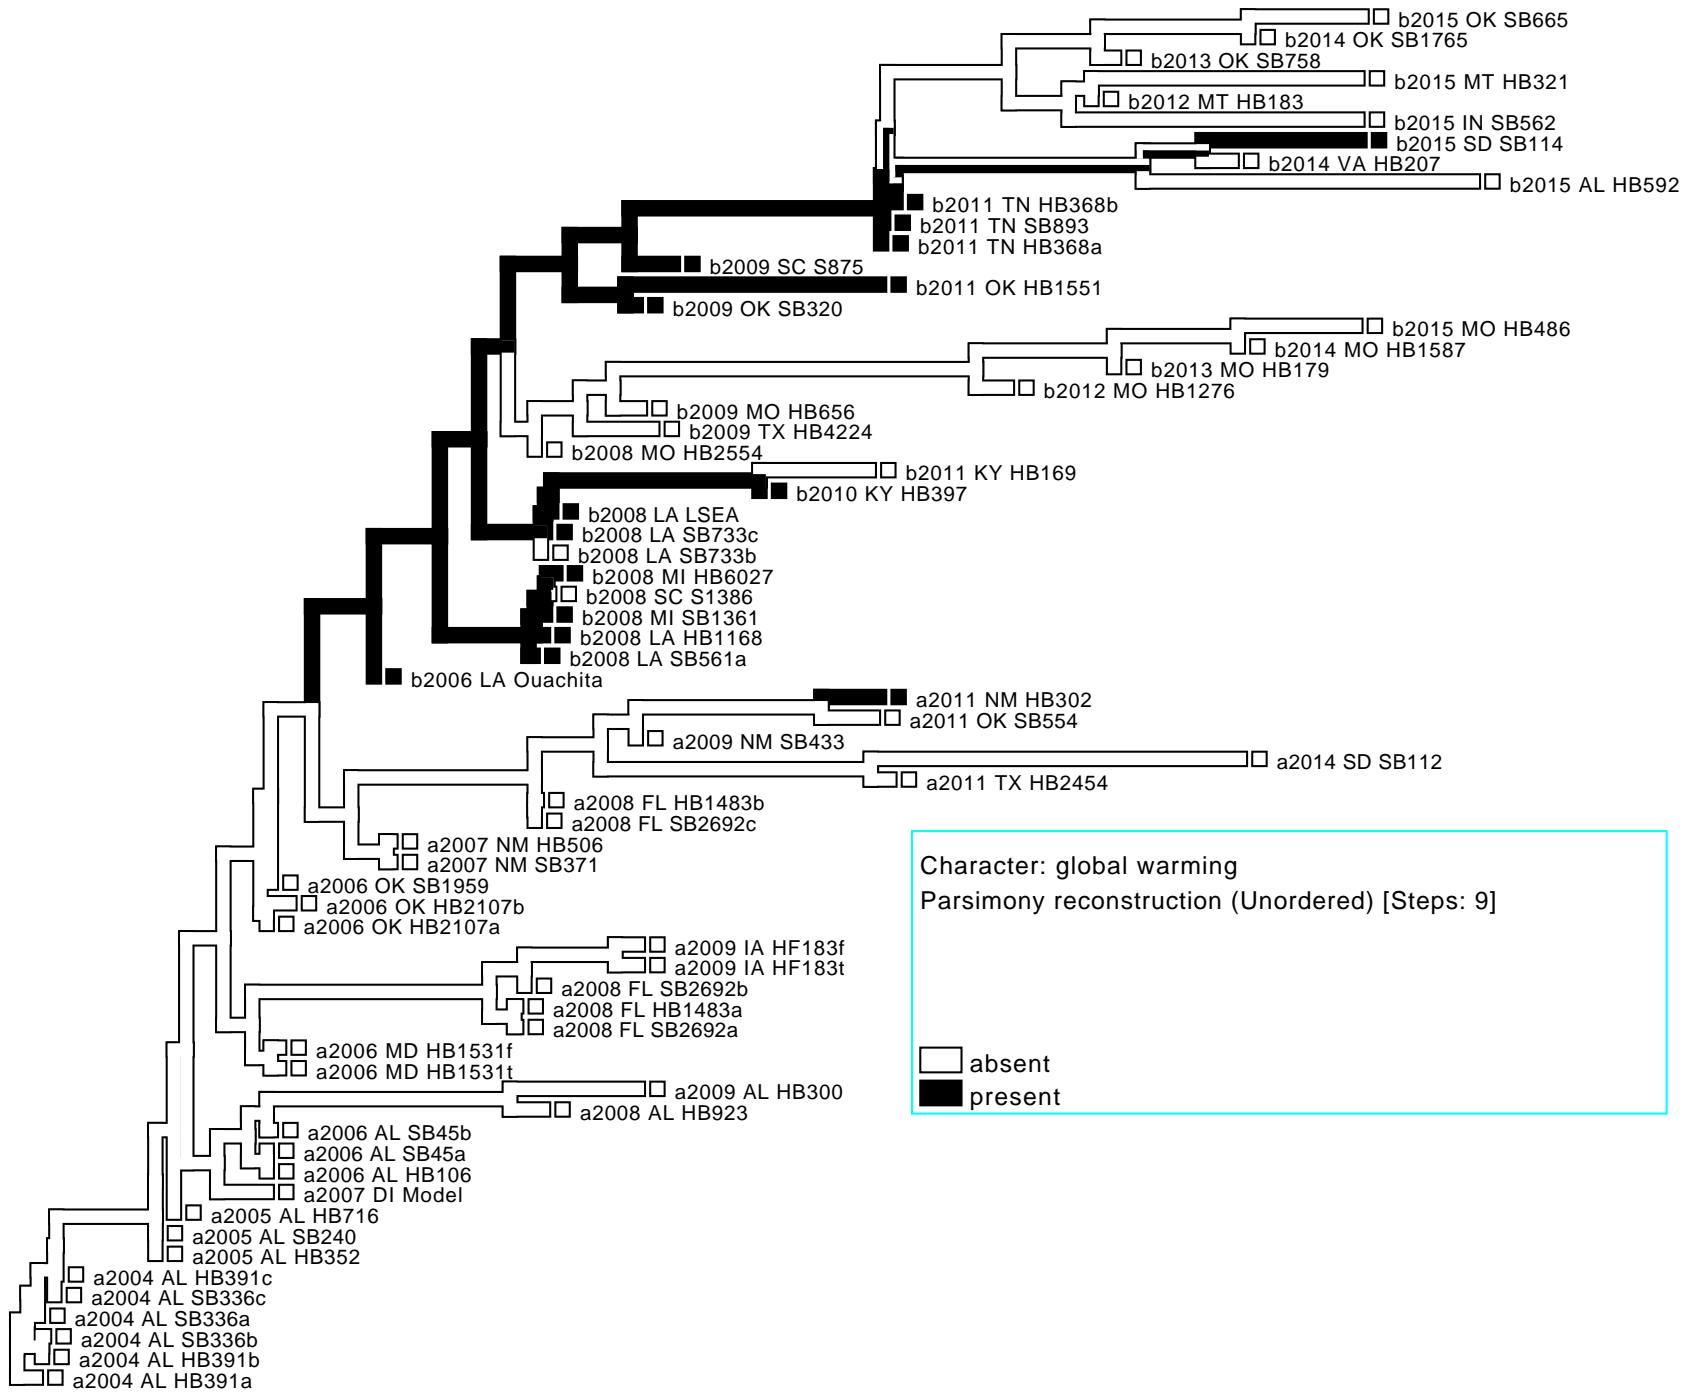 b2015 OK SB665
b2014 OK SB1765
b2013 OK SB758
b2015 MT HB321
b2012 MT HB183
b2015 IN SB562
b2015 SD SB114
b2014 VA HB207
b2015 AL HB592
b2011 TN HB368b
b2011 TN SB893
b2011 TN HB368a
b2009 SC S875
b2011 OK HB1551
b2009 OK SB320
b2015 MO HB486
b2014 MO HB1587
b2013 MO HB179
b2012 MO HB1276
b2009 MO HB656
b2009 TX HB4224
b2008 MO HB2554
b2011 KY HB169
b2010 KY HB397
b2008 LA LSEA
b2008 LA SB733c
b2008 LA SB733b
b2008 MI HB6027
b2008 SC S1386
b2008 MI SB1361
b2008 LA HB1168
b2008 LA SB561a
b2006 LA Ouachita
a2011 NM HB302
a2011 OK SB554
a2009 NM SB433
a2014 SD SB112
a2011 TX HB2454
a2008 FL HB1483b
a2008 FL SB2692c
a2007 NM HB506
a2007 NM SB371
a2006 OK SB1959
a2006 OK HB2107b
a2006 OK HB2107a
a2009 IA HF183f
a2009 IA HF183t
a2008 FL SB2692b
a2008 FL HB1483a
a2008 FL SB2692a
a2006 MD HB1531f
a2006 MD HB1531t
a2009 AL HB300
a2008 AL HB923
a2006 AL SB45b
a2006 AL SB45a
a2006 AL HB106
a2007 DI Model
a2005 AL HB716
a2005 AL SB240
a2005 AL HB352
a2004 AL HB391c
a2004 AL SB336c
a2004 AL SB336a
a2004 AL SB336b
a2004 AL HB391b
a2004 AL HB391a
Character: global warming
Parsimony reconstruction (Unordered) [Steps: 9]
absent
present